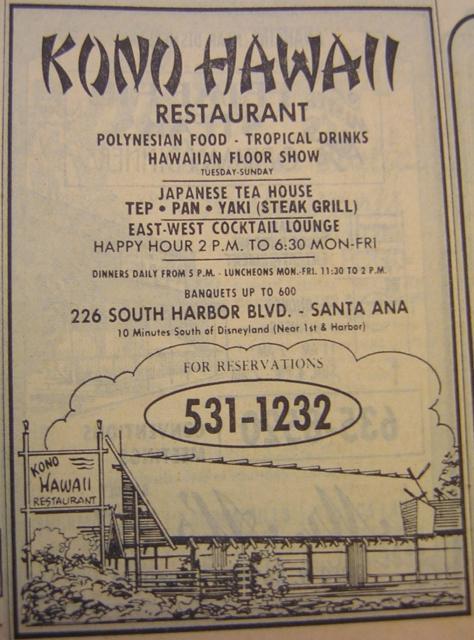 KONO HAWAII
RESTAURANT
POLYNESIAN FOOD - TROPICAL DRINKS
HAWAIIAN FLOOR SHOW
TUESDAY-SUNDAY
JAPANESE TEA HOUSE
TEP • PAN • YAKI (STEAK GRILL)
EAST-WEST COCKTAIL LOUNGE
HAPPY HOUR 2 P.M. TO 6:30 MON-FRI
DINNERS DAILY FROM 5 P.M. - LUNCHEONS MON.-FRI. 11:30 TO 2 P.M.
BANQUETS UP TO 600
226 SOUTH HARBOR BLVD. - SANTA ANA
10 Minutes South of Disneyland (Near 1st & Harbor)
FOR RESERVATIONS
531-1232
KONO
HAWAII
RESTAURANT